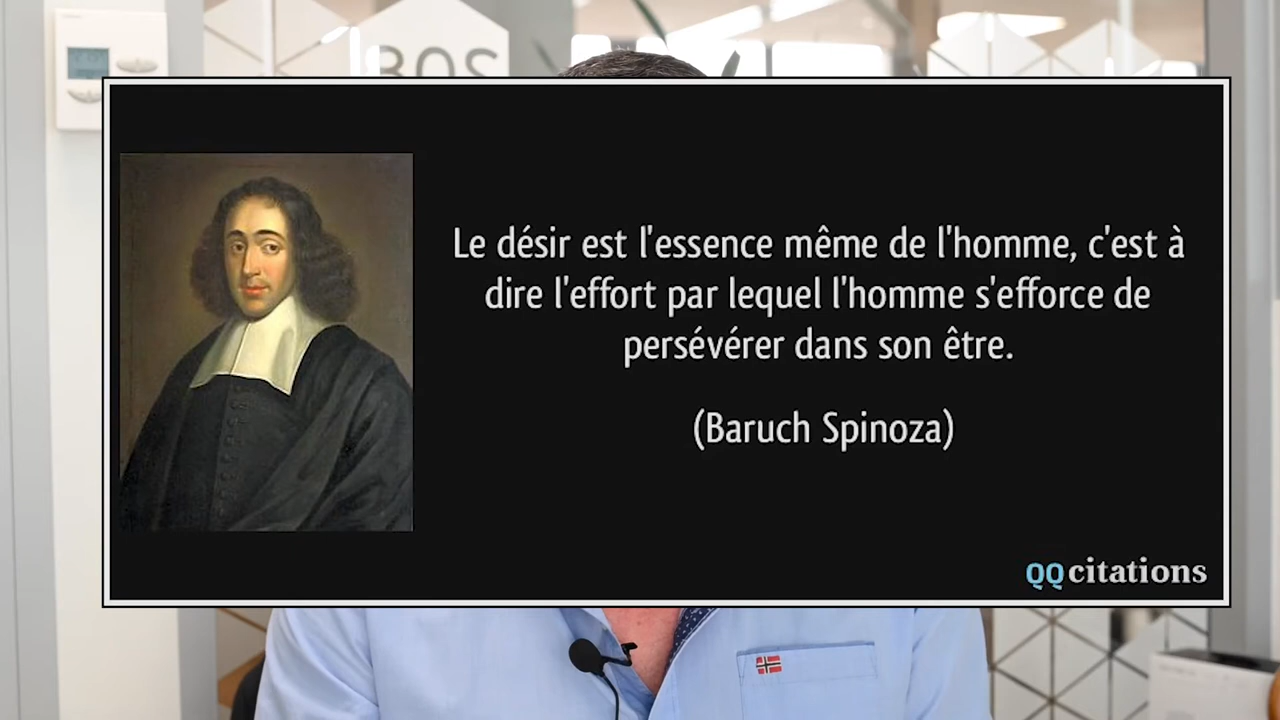 BOS
Le désir est l'essence même de l'homme, c'est à
dire l'effort par lequel l'homme s'efforce de
persévérer dans son être.
(Baruch Spinoza)
QQcitations